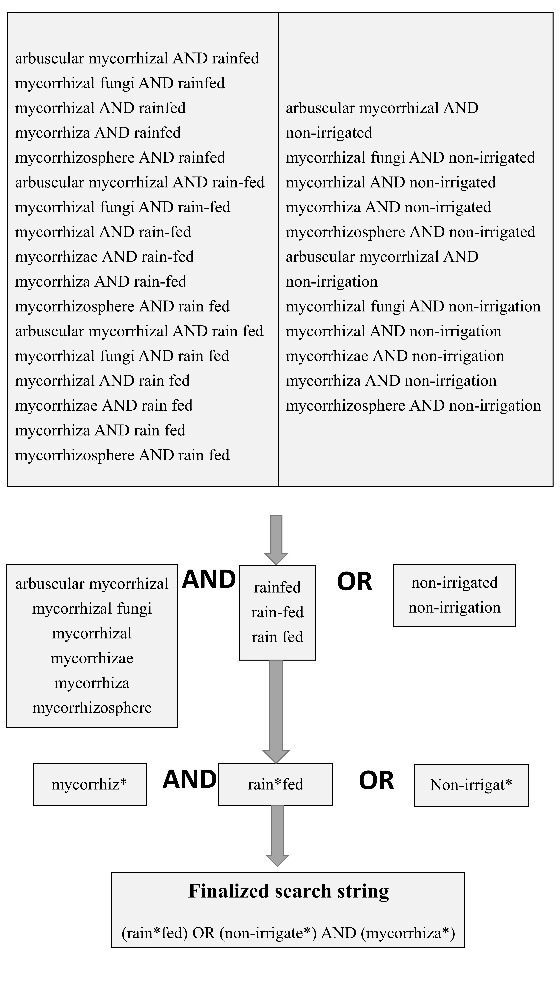 arbuscular mycorrhizal AND rainfed
mycorrhizal fungi AND rainfed
mycorrhizal AND rainfed
mycorrhiza AND rainfed
mycorrhizosphere AND rainfed
arbuscular mycorrhizal AND rain-fed
mycorrhizal fungi AND rain-fed
mycorrhizal AND rain-fed
mycorrhizae AND rain-fed
mycorrhiza AND rain-fed
mycorrhizosphere AND rain fed
arbuscular mycorrhizal AND rain fed
mycorrhizal fungi AND rain fed
mycorrhizal AND rain fed
mycorrhizae AND rain fed
mycorrhiza AND rain fed
mycorrhizosphere AND rain fed
arbuscular mycorrhizal AND
non-irrigated
mycorrhizal fungi AND non-irrigated
mycorrhizal AND non-irrigated
mycorrhiza AND non-irrigated
mycorrhizosphere AND non-irrigated
arbuscular mycorrhizal AND
non-irrigation
mycorrhizal fungi AND non-irrigation
mycorrhizal AND non-irrigation
mycorrhizae AND non-irrigation
mycorrhiza AND non-irrigation
mycorrhizosphere AND non-irrigation
arbuscular mycorrhizal
mycorrhizal fungi
mycorrhizal
mycorrhizae
mycorrhiza
mycorrhizosphere
AND
rainfed
rain-fed
rain fed
OR
non-irrigated
non-irrigation
mycorrhiz*
AND
rain*fed
OR
Non-irrigat*
Finalized search string
(rain*fed) OR (non-irrigate*) AND (mycorrhiza*)